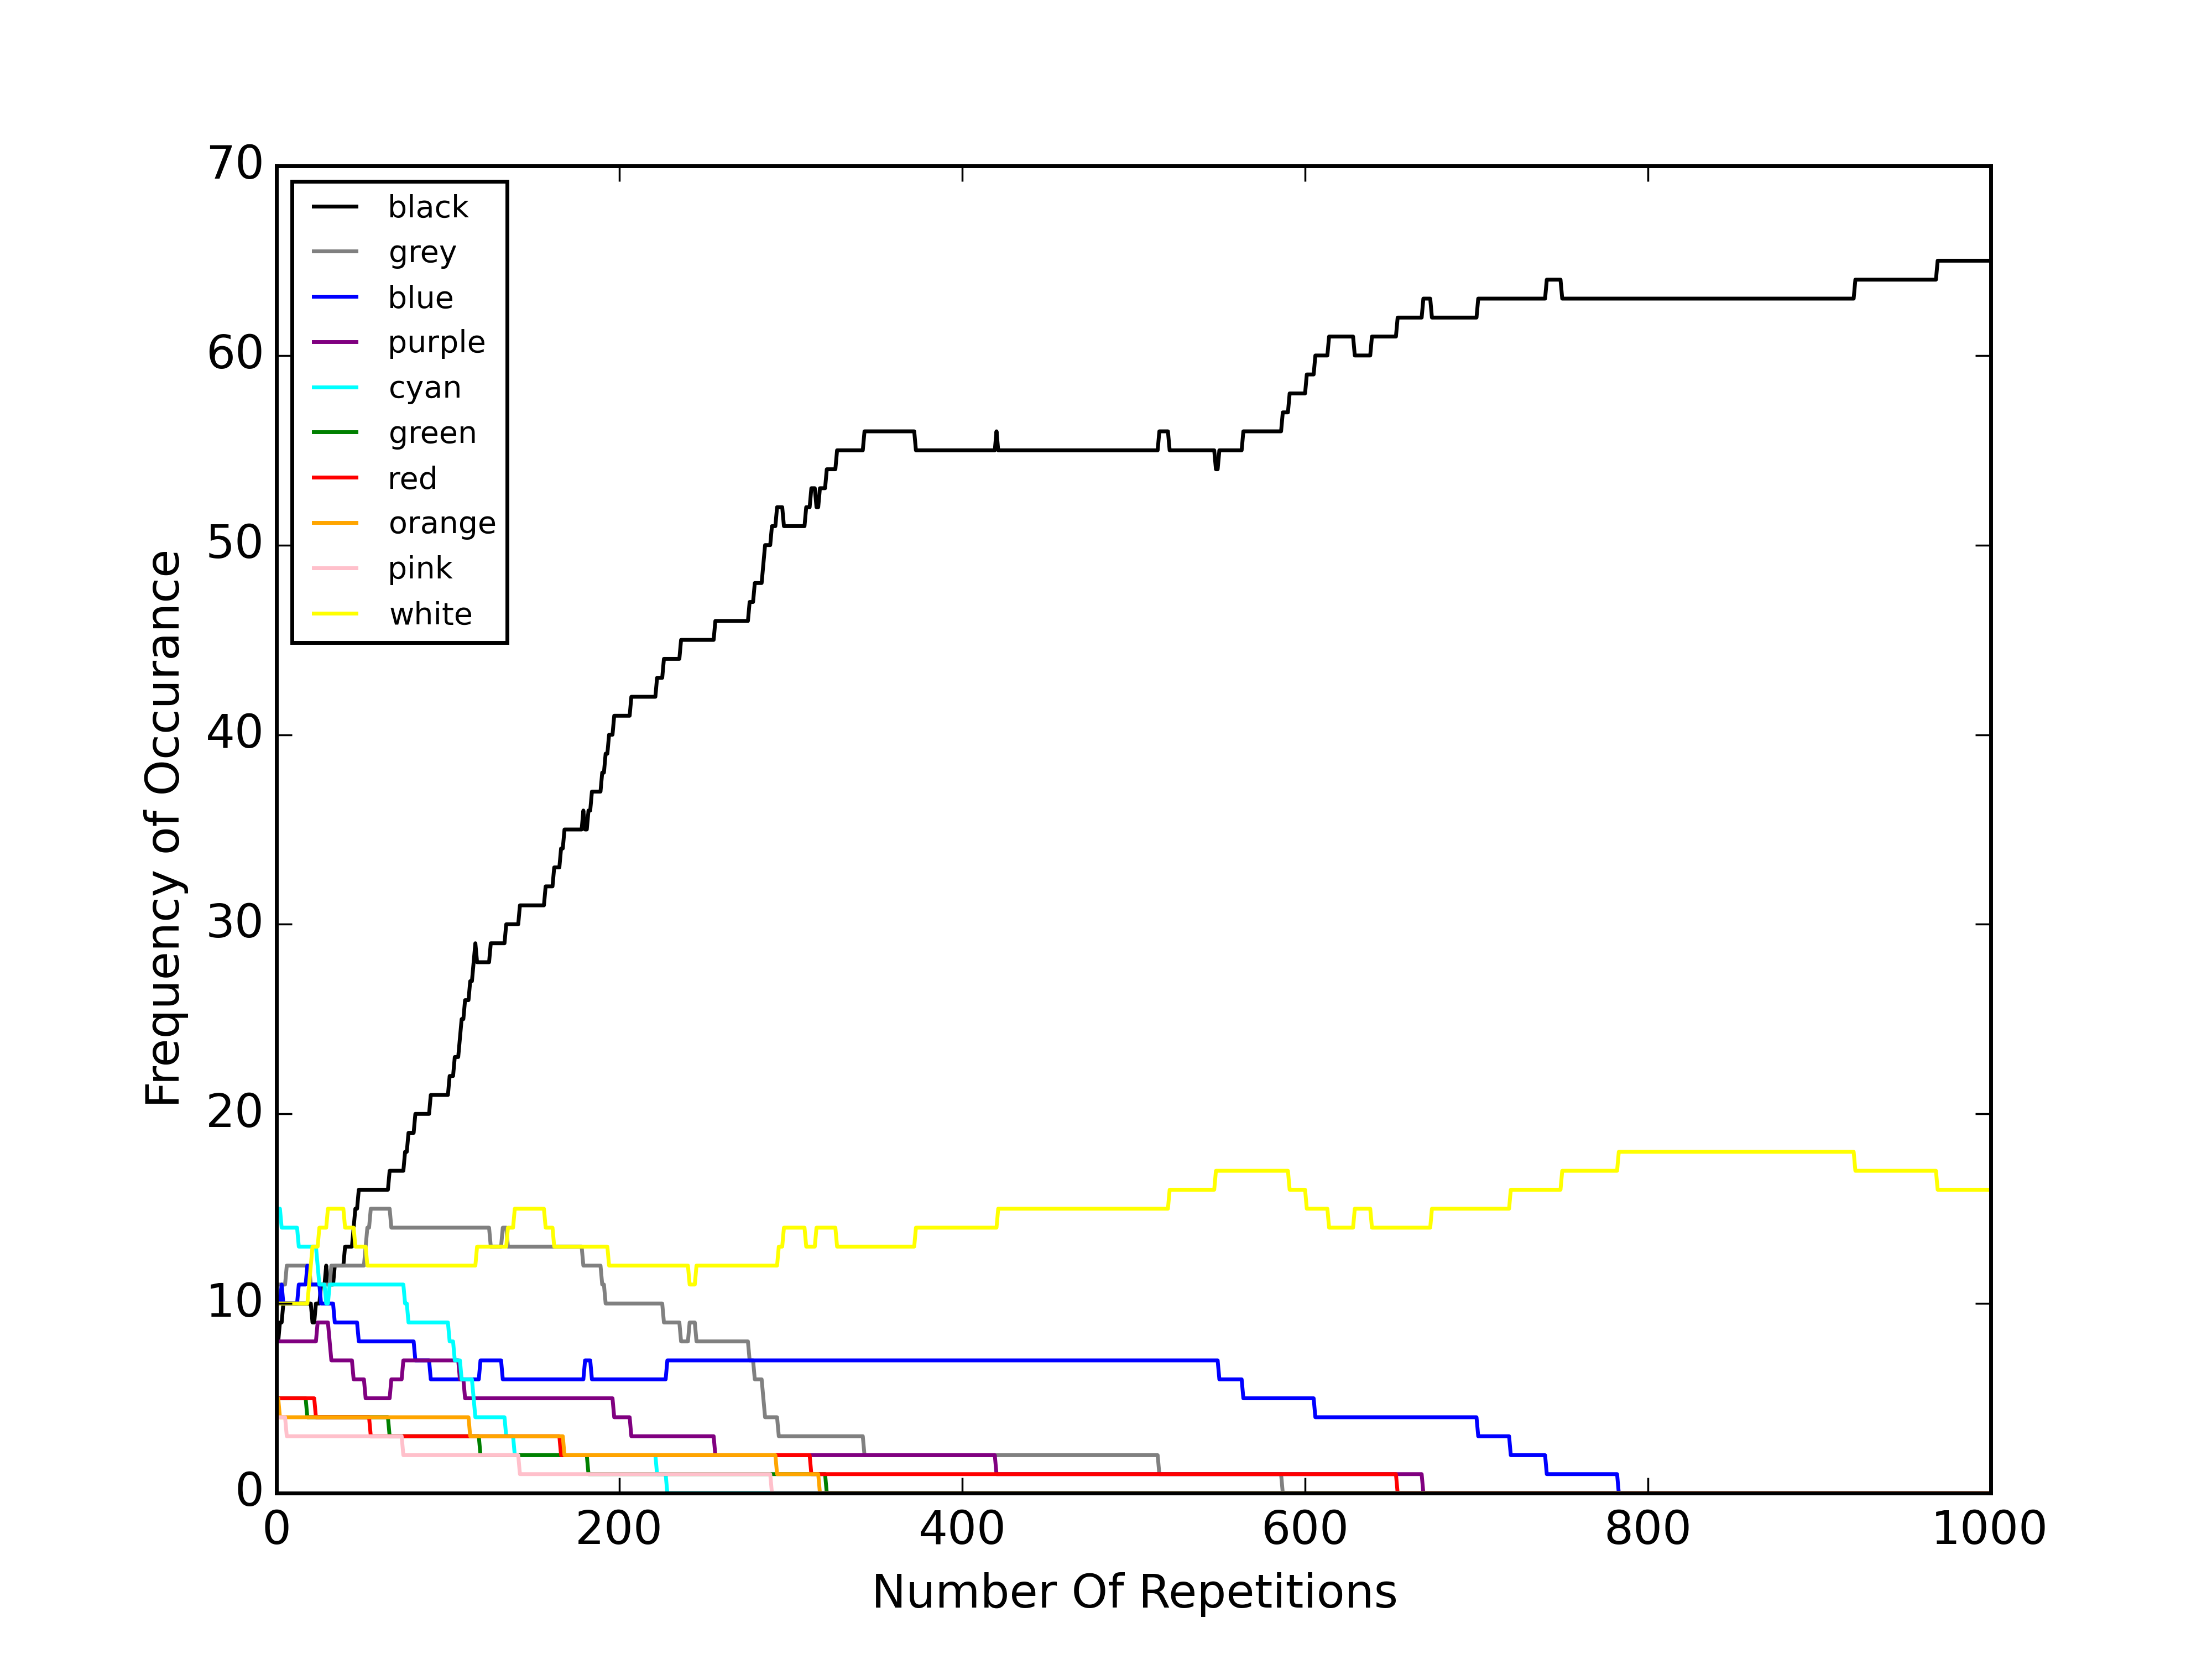 70
60
50
40
30
20
10
0
0 200 400 600 800 1000
Frequency of Occurance
Number Of Repetitions
black
grey
blue
purple
cyan
green
red
orange
pink
white